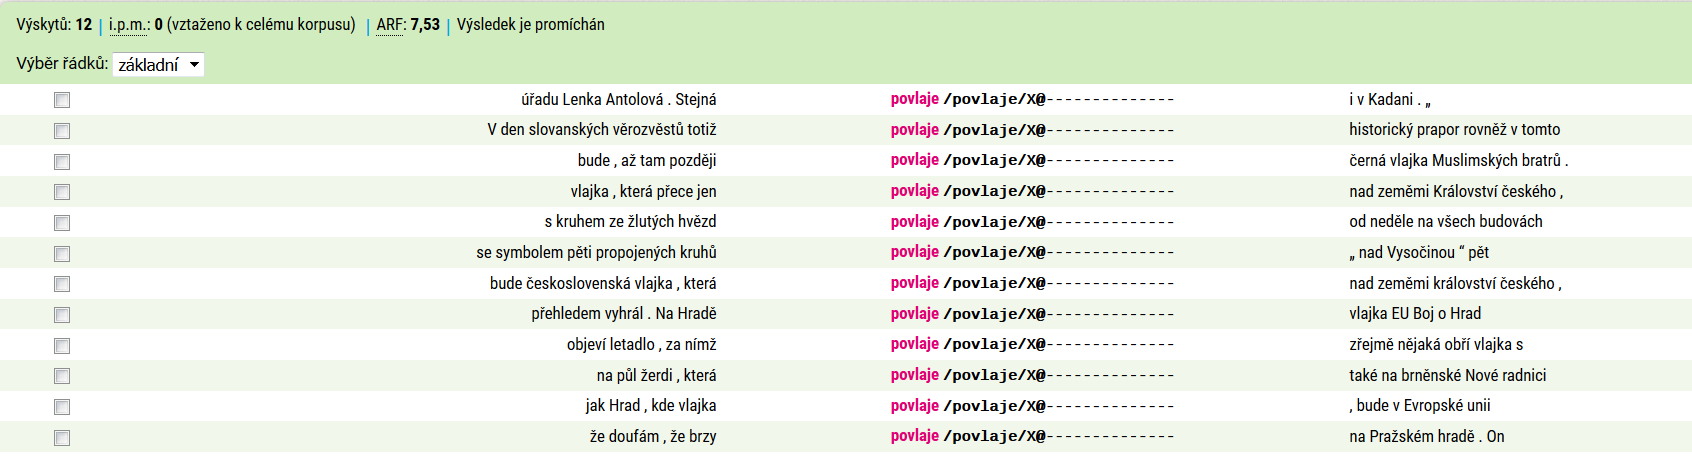 Výskytů: 12 | i.p.m.: 0 (vztaženo k celému korpusu) | ARF: 7,53 | Výsledek je promíchán
Výběr řádků: základní
úřadu Lenka Antolová . Stejná povlaje /povlaje/X@-------------- i v Kadani . „
V den slovanských věrozvěstů totiž povlaje /povlaje/X@-------------- historický prapor rovněž v tomto
bude , až tam později povlaje /povlaje/X@-------------- černá vlajka Muslimských bratrů .
vlajka , která přece jen povlaje /povlaje/X@-------------- nad zeměmi Království českého ,
s kruhem ze žlutých hvězd povlaje /povlaje/X@-------------- od neděle na všech budovách
se symbolem pěti propojených kruhů povlaje /povlaje/X@-------------- „ nad Vysočinou “ pět
bude československá vlajka , která povlaje /povlaje/X@-------------- nad zeměmi království českého ,
přehledem vyhrál . Na Hradě povlaje /povlaje/X@-------------- vlajka EU Boj o Hrad
objeví letadlo , za nímž povlaje /povlaje/X@-------------- zřejmě nějaká obří vlajka s
na půl žerdi , která povlaje /povlaje/X@-------------- také na brněnské Nové radnici
jak Hrad , kde vlajka povlaje /povlaje/X@-------------- , bude v Evropské unii
že doufám , že brzy povlaje /povlaje/X@-------------- na Pražském hradě . On